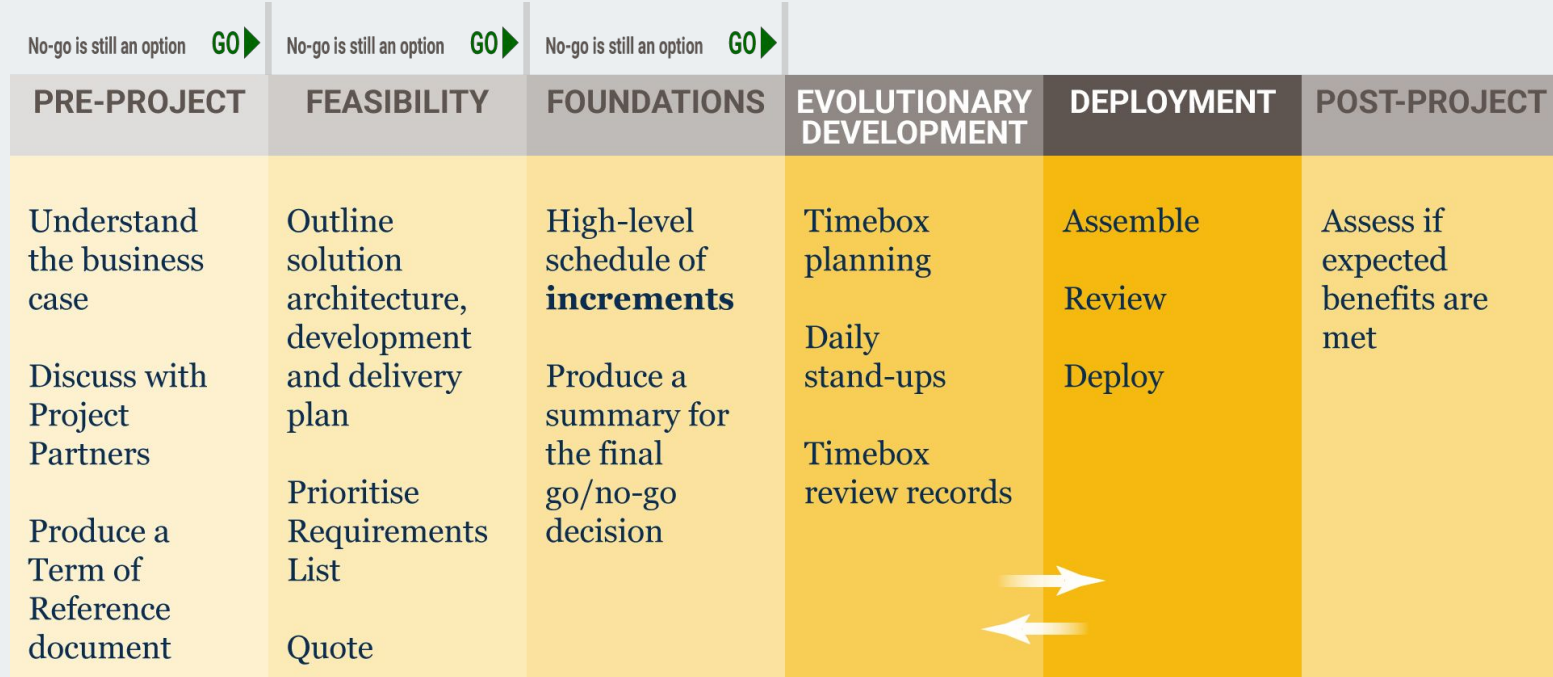 No-go is still an option GO
No-go is still an option GO
No-go is still an option GO
PRE-PROJECT
FEASIBILITY
FOUNDATIONS
EVOLUTIONARY
DEVELOPMENT
DEPLOYMENT
POST-PROJECT
Understand
the business
case
Discuss with
Project
Partners
Produce a
Term of
Reference
document
Outline
solution
architecture,
development
and delivery
plan
Prioritise
Requirements
List
Quote
High-level
schedule of
increments
Produce a
summary for
the final
go/no-go
decision
Timebox
planning
Daily
stand-ups
Timebox
review records
Assemble
Review
Deploy
Assess if
expected
benefits are
met